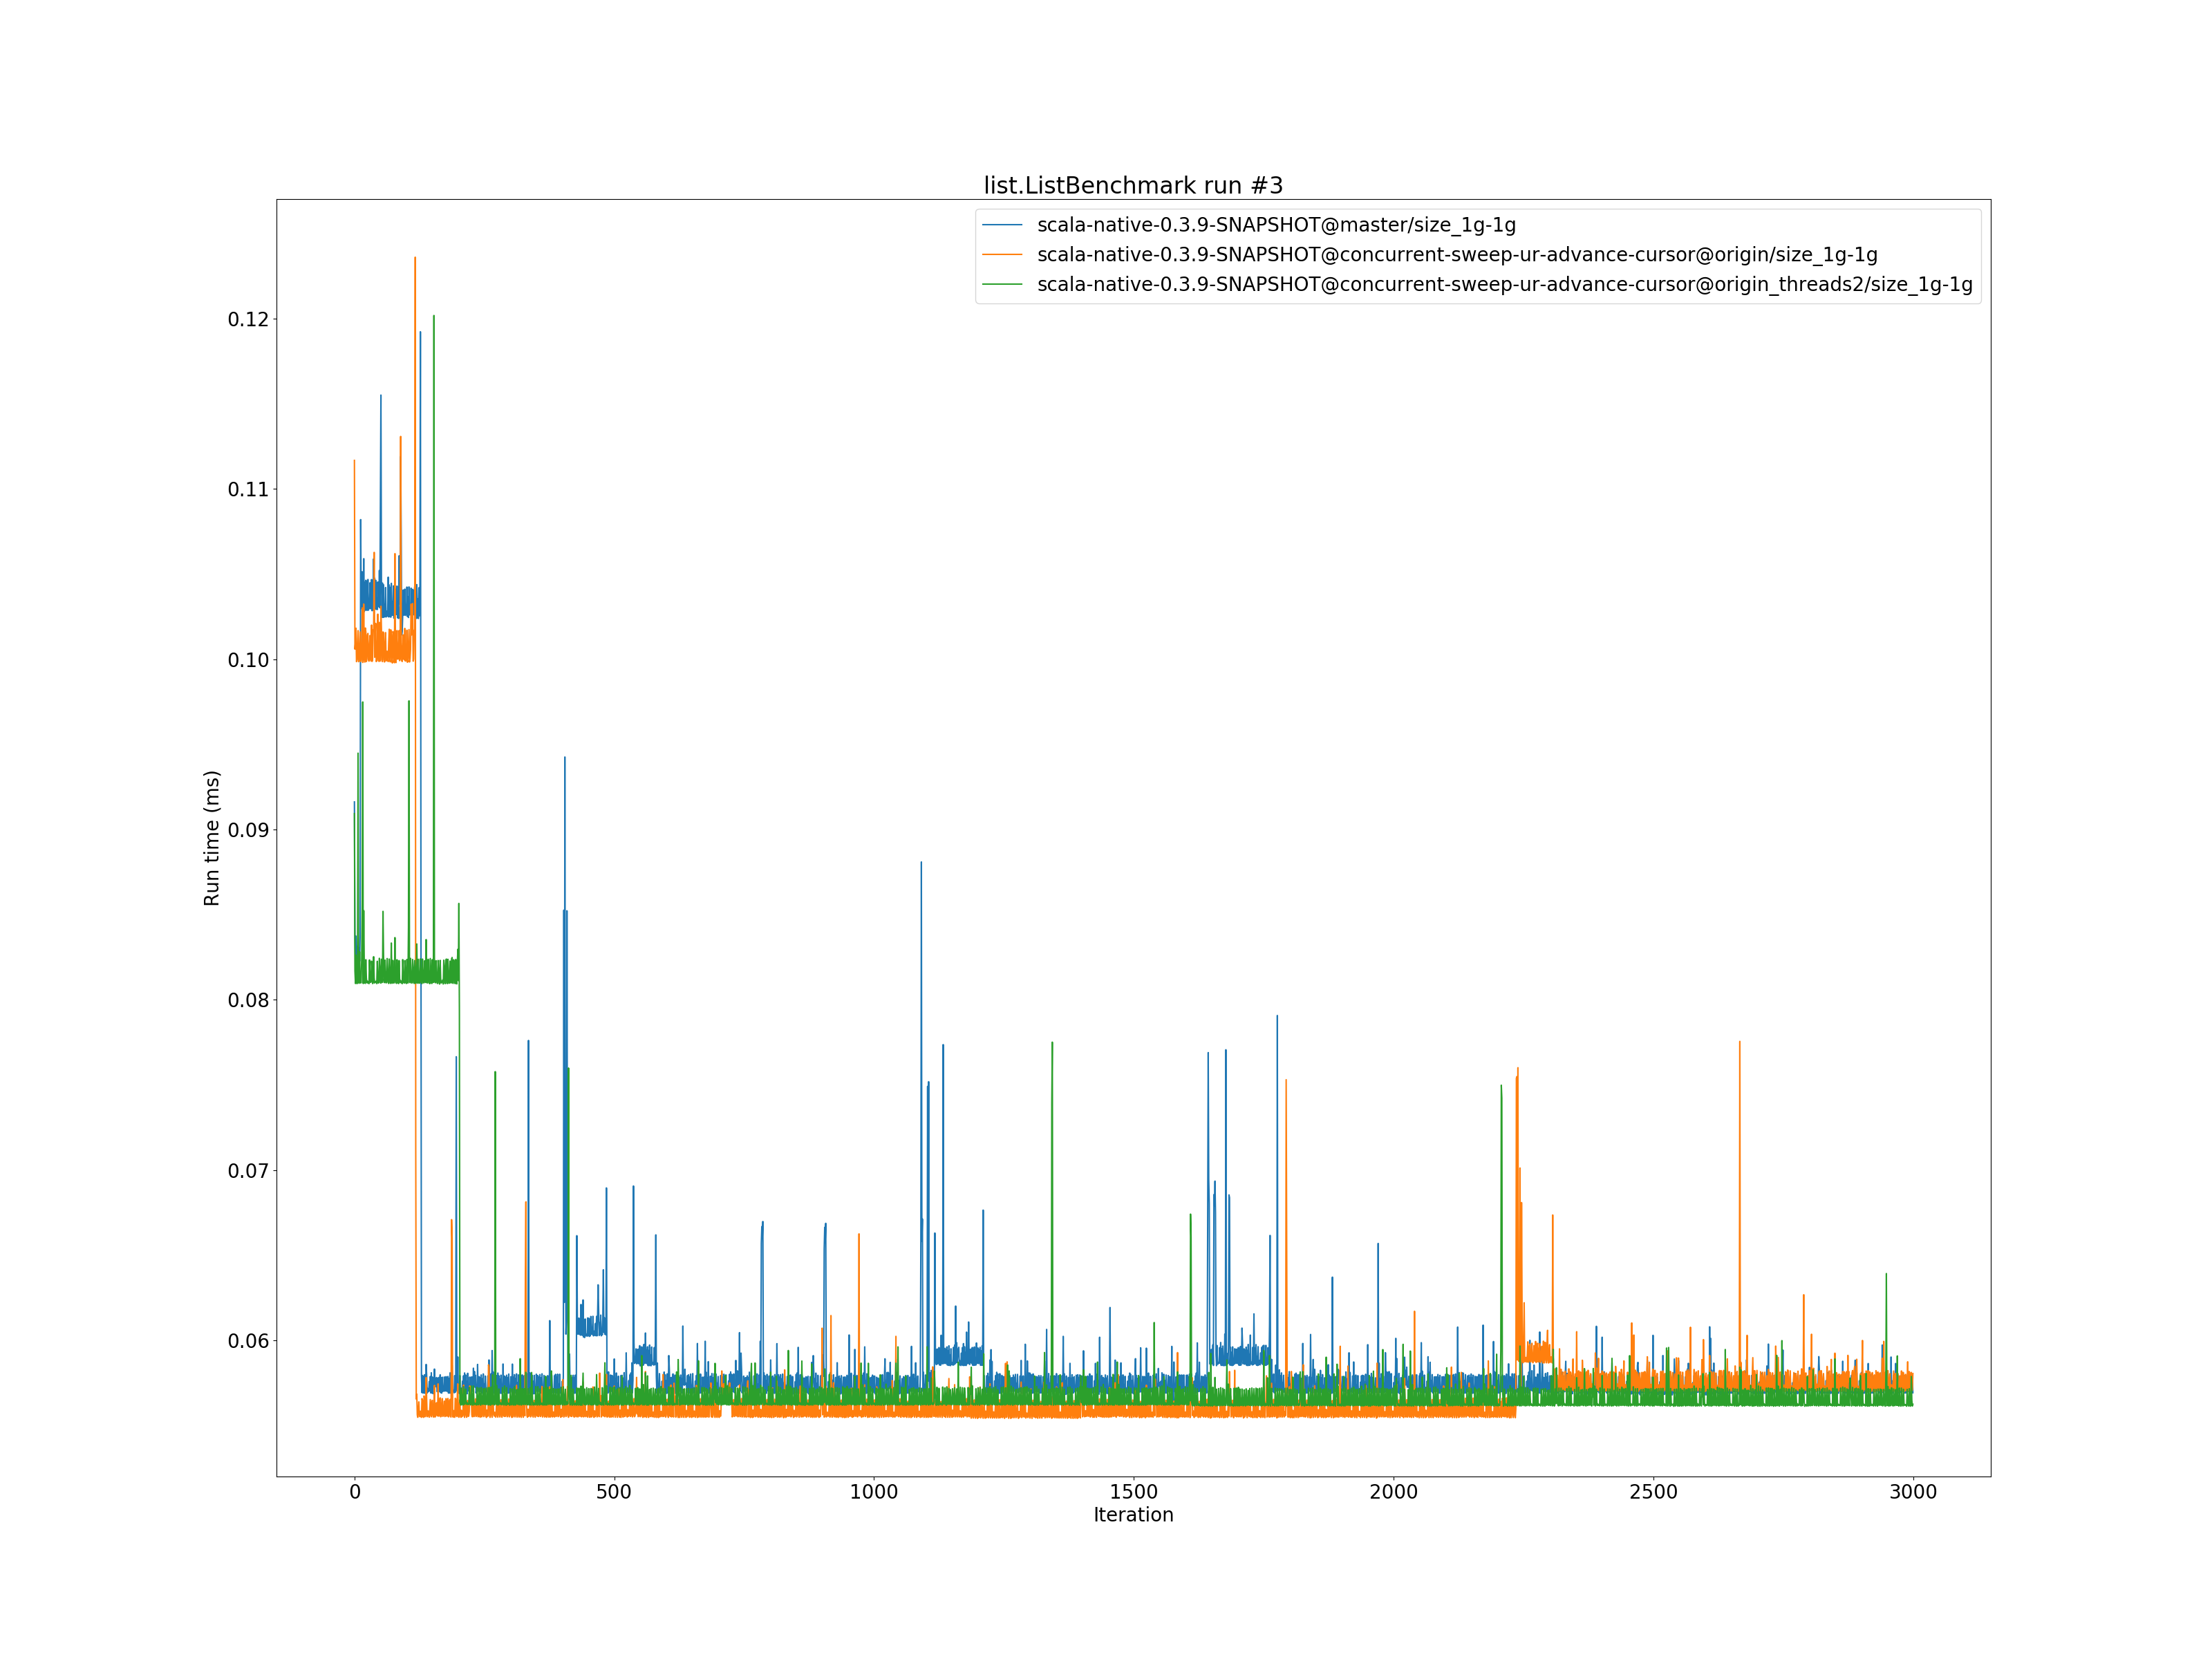 list.ListBenchmark run #3
scala-native-0.3.9-SNAPSHOT@master/size_1g-1g
scala-native-0.3.9-SNAPSHOT@concurrent-sweep-ur-advance-cursor@origin/size_1g-1g
scala-native-0.3.9-SNAPSHOT@concurrent-sweep-ur-advance-cursor@origin_threads2/size_1g-1g
0.12
0.11
0.10
0.09
0.08
0.07
0.06
Run time (ms)
0 500 1000 1500 2000 2500 3000
Iteration